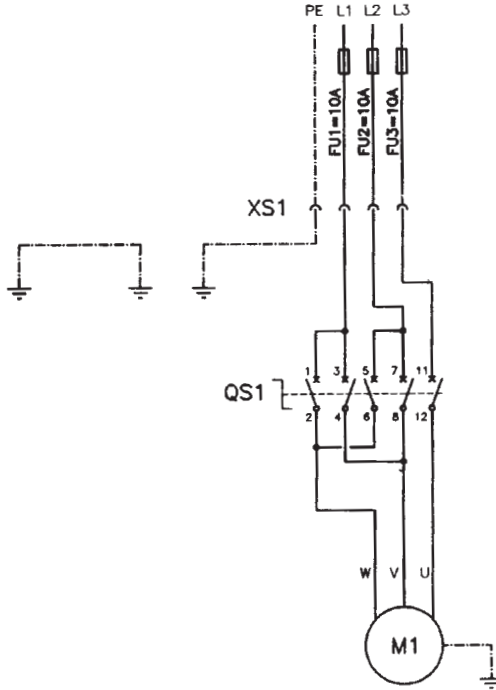 PE L1 L2 L3
FU1=10A
FU2=10A
FU3=10A
XS1
1 3 5 7 11
QS1
2 4 6 8 12
W V U
M1